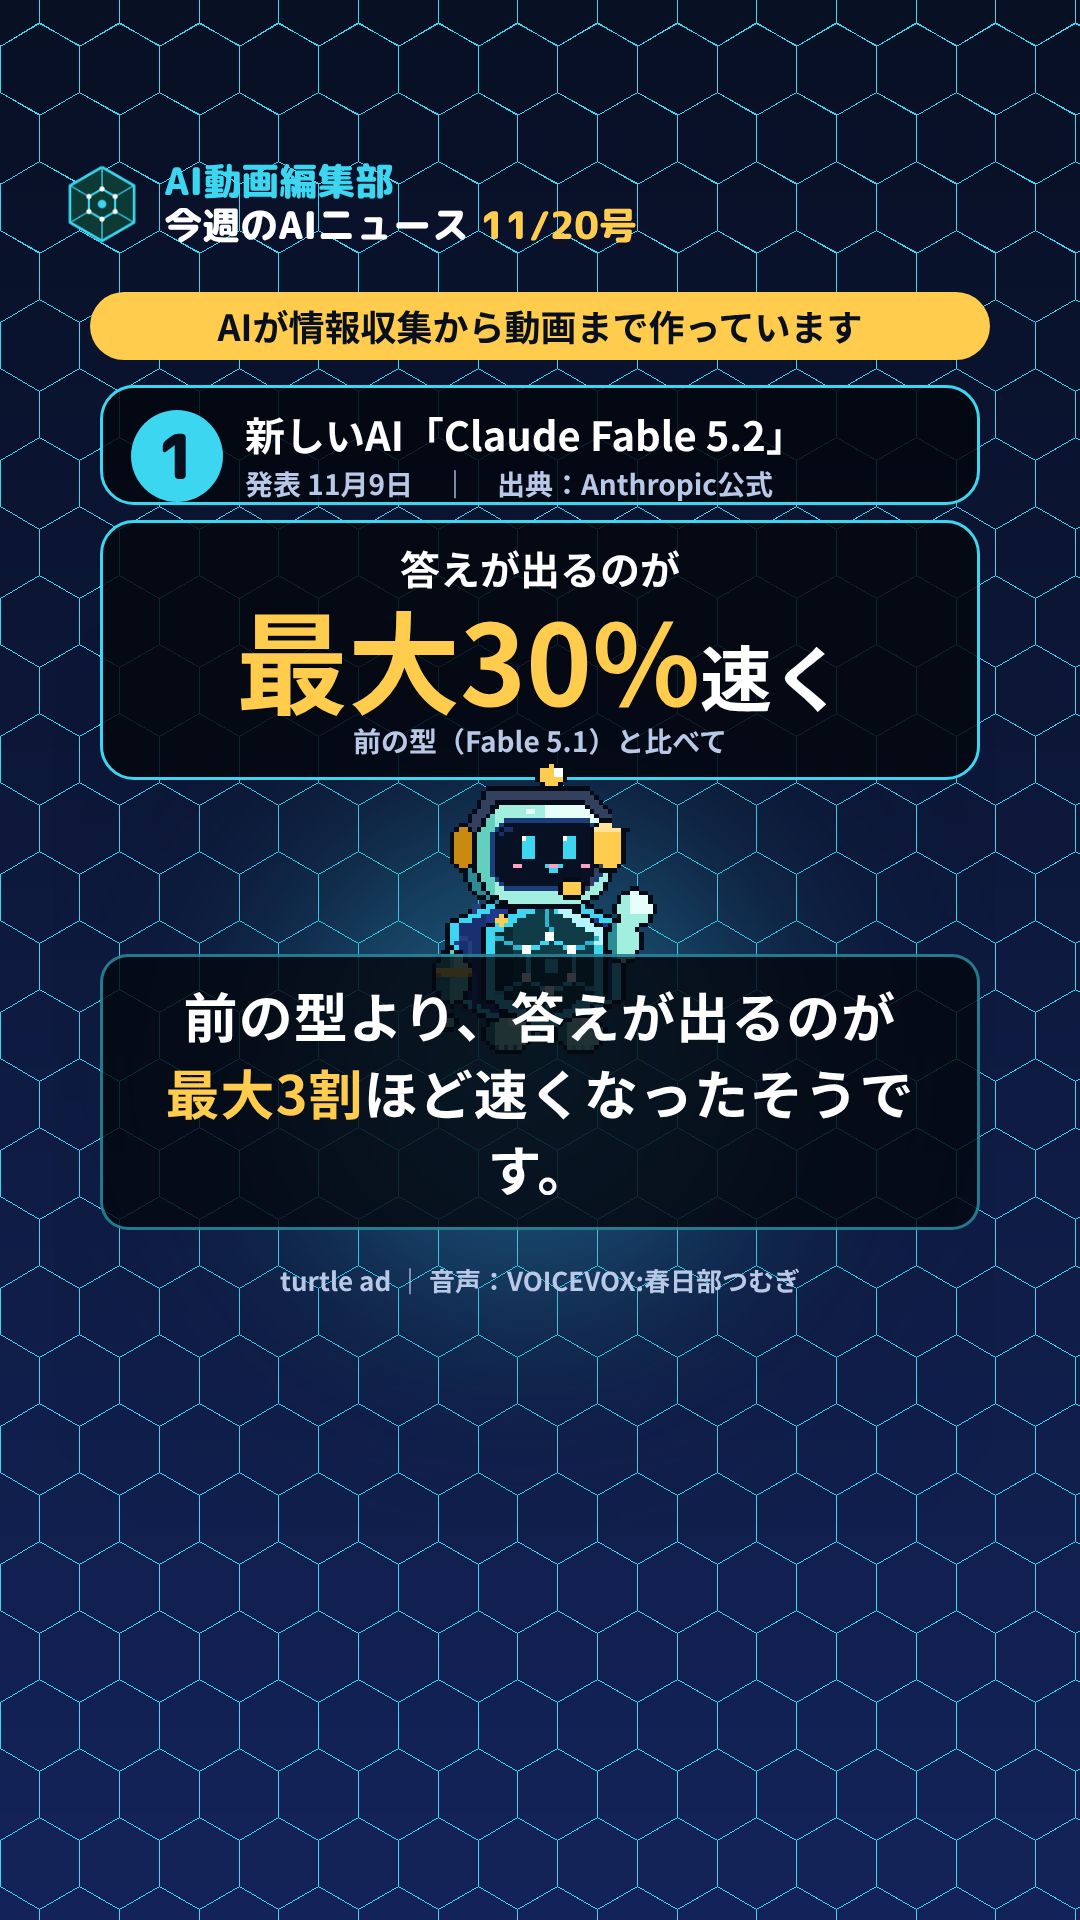 AI動画編集部
今週のAIニュース 11/20号
AIが情報収集から動画まで作っています
1
新しいAI「Claude Fable 5.2」
発表 11月9日 ｜ 出典：Anthropic公式
答えが出るのが
最大30%速く
前の型（Fable 5.1）と比べて
前の型より、答えが出るのが
最大3割ほど速くなったそうで
す。
turtle ad ｜ 音声：VOICEVOX:春日部つむぎ